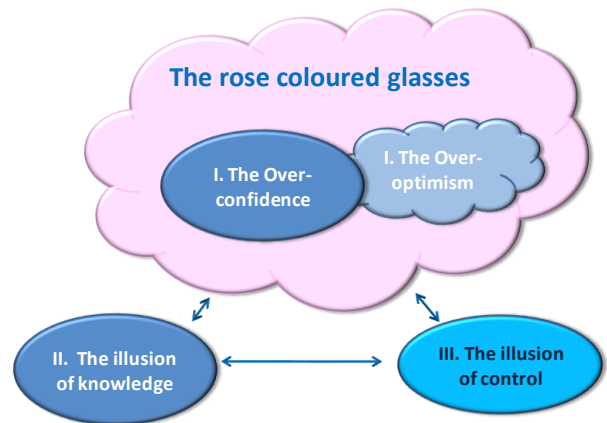 The rose coloured glasses
I. The Over-
confidence
I. The Over-
optimism
II. The illusion
of knowledge
III. The illusion
of control